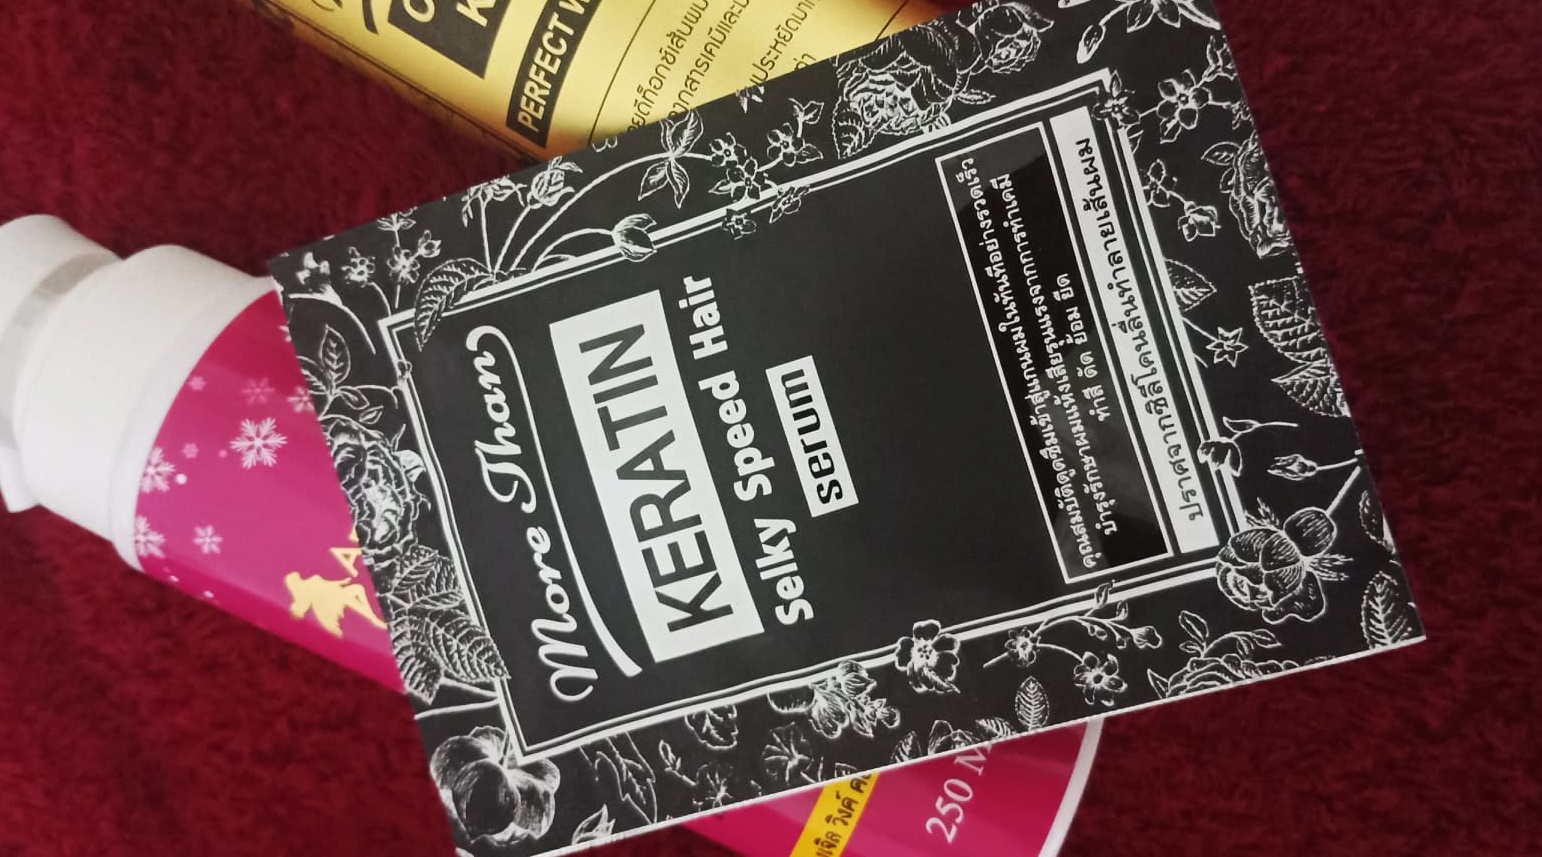 More Than
KERATIN
Selky Speed Hair
serum
คุณสมบัติดูดซึมเข้าสู่แกนผมในทันทีอย่างรวดเร็ว
บำรุงรักษาผมแห้งเสียรุนแรงจากการทำเคมี
ทำสี ดัด ย้อม ยืด
ปราศจากซิลิโคนลื่นทำลายเส้นผม
PERFECT
250